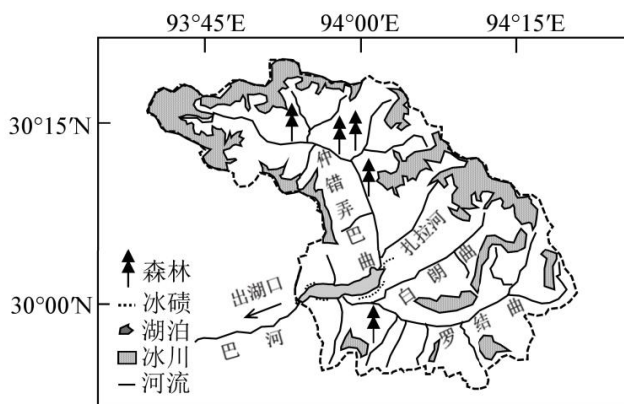 93°45′E 94°00′E 94°15′E
30°15′N
30°00′N
仲错弄巴曲
扎拉河
白朗曲
罗结曲
出湖口
巴河
森林
冰碛
湖泊
冰川
河流